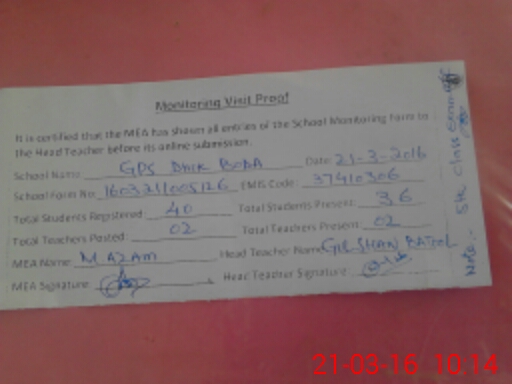 Monitoring Visit Proof
It is certified that the MEA has shown all entries of the School Monitoring Form to
the Head Teacher before its online submission.
School Name: GPS DHIK BORA Date: 21-3-2016
School Form No: 1603211005126 EMIS Code: 37410306
Total Students Registered: 40 Total Students Present: 36
Total Teachers Posted: 02 Total Teachers Present: 02
MEA Name: M AZAM Head Teacher Name: GULSHAN BATOOL
MEA Signature: Head Teacher Signature:
Note:- 5th Class
21-03-16 10:14